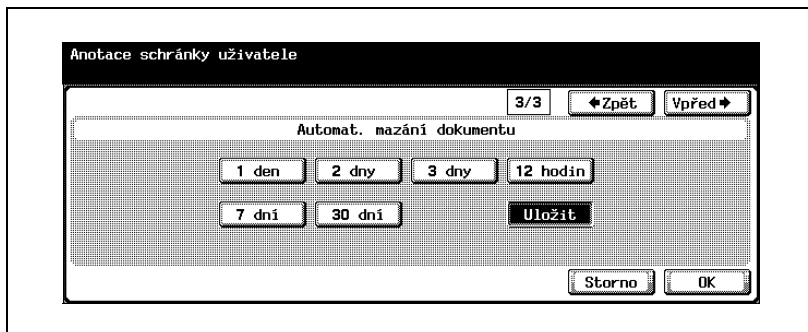 Anotace schránky uživatele
3/3 🡸Zpět Vpřed🡺
Automat. mazání dokumentu
1 den 2 dny 3 dny 12 hodin
7 dní 30 dní Uložit
Storno OK